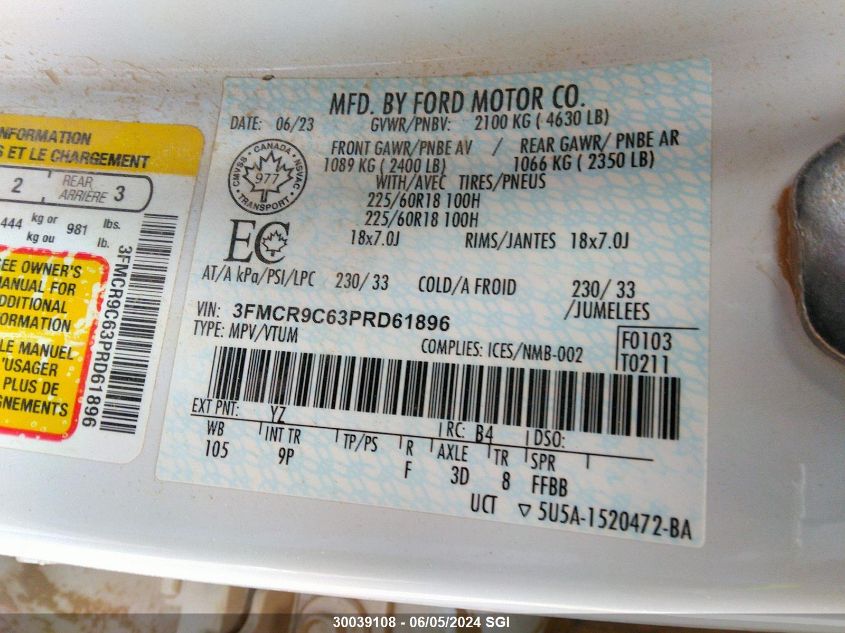 INFORMATION
S ET LE CHARGEMENT
2 REAR ARRIÈRE 3
444 kg or kg ou 981 lbs. lb.
SEE OWNER'S
MANUAL FOR
ADDITIONAL
INFORMATION
LE MANUEL
D'USAGER
PLUS DE
3FMCR9C63PRD61896
MFD. BY FORD MOTOR CO.
DATE: 06/23 GVWR/PNBV: 2100 KG ( 4630 LB)
FRONT GAWR/PNBE AV / REAR GAWR/ PNBE AR
1089 KG (2400 LB) 1066 KG ( 2350 LB)
WITH/AVEC TIRES/PNEUS
225/60R18 100H
225/60R18 100H
18x7.0J RIMS/JANTES 18x7.0J
CANADA
CMVSS NSVAC
977
TRANSPORT
EC
AT/A kPa/PSI/LPC 230/ 33 COLD/A FROID 230/ 33
/JUMELEES
VIN: 3FMCR9C63PRD61896
TYPE: MPV/VTUM COMPLIES: ICES/NMB-002
F0103
T0211
EXT PNT: YZ RC: B4 DSO:
WB INT TR TP/PS R AXLE TR SPR
105 9P F 3D 8 FFBB
UCT ▽ 5U5A-1520472-BA
30039108 - 06/05/2024 SGI